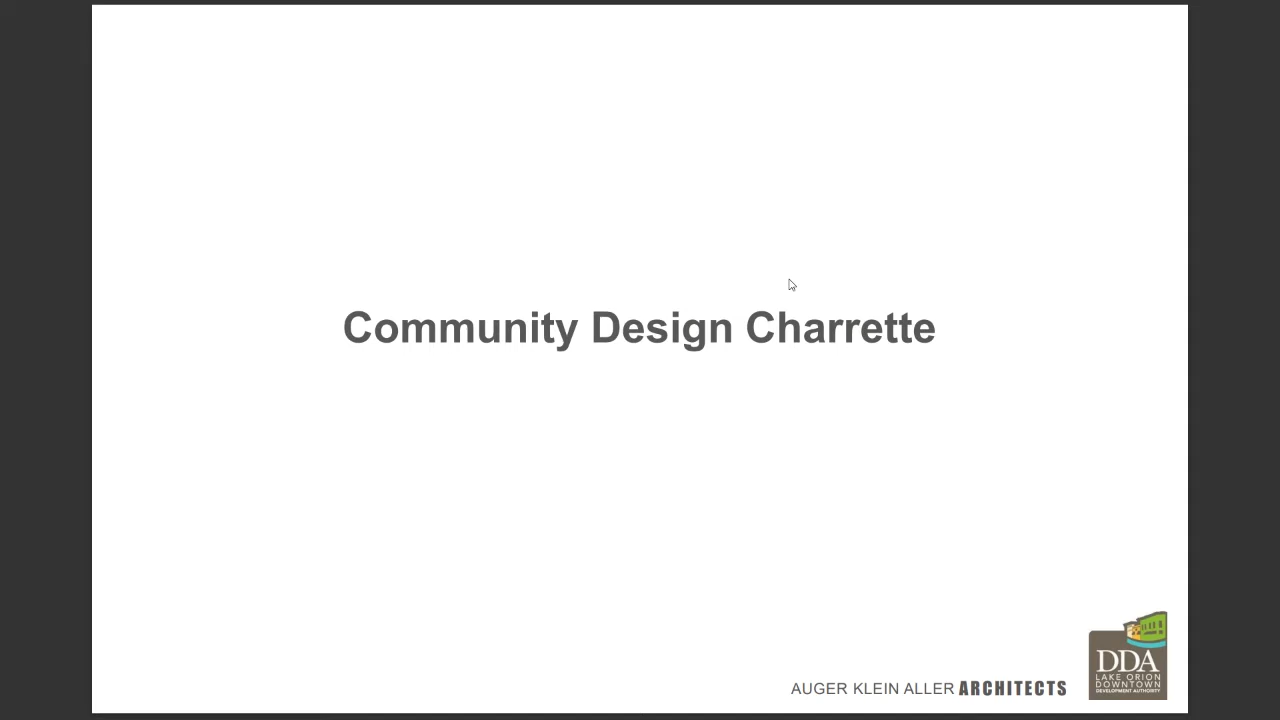 Community Design Charrette
AUGER KLEIN ALLER ARCHITECTS
DDA
LAKE ORION
DOWNTOWN
DEVELOPMENT AUTHORITY